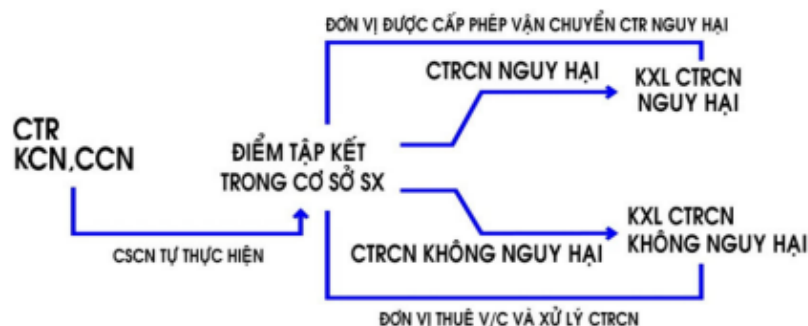 ĐƠN VỊ ĐƯỢC CẤP PHÉP VẬN CHUYỂN CTR NGUY HẠI
CTRCN NGUY HẠI
KXL CTRCN
NGUY HẠI
CTR
KCN,CCN
ĐIỂM TẬP KẾT
TRONG CƠ SỞ SX
CSCN TỰ THỰC HIỆN
CTRCN KHÔNG NGUY HẠI
KXL CTRCN
KHÔNG NGUY HẠI
ĐƠN VỊ THUÊ V/C VÀ XỬ LÝ CTRCN